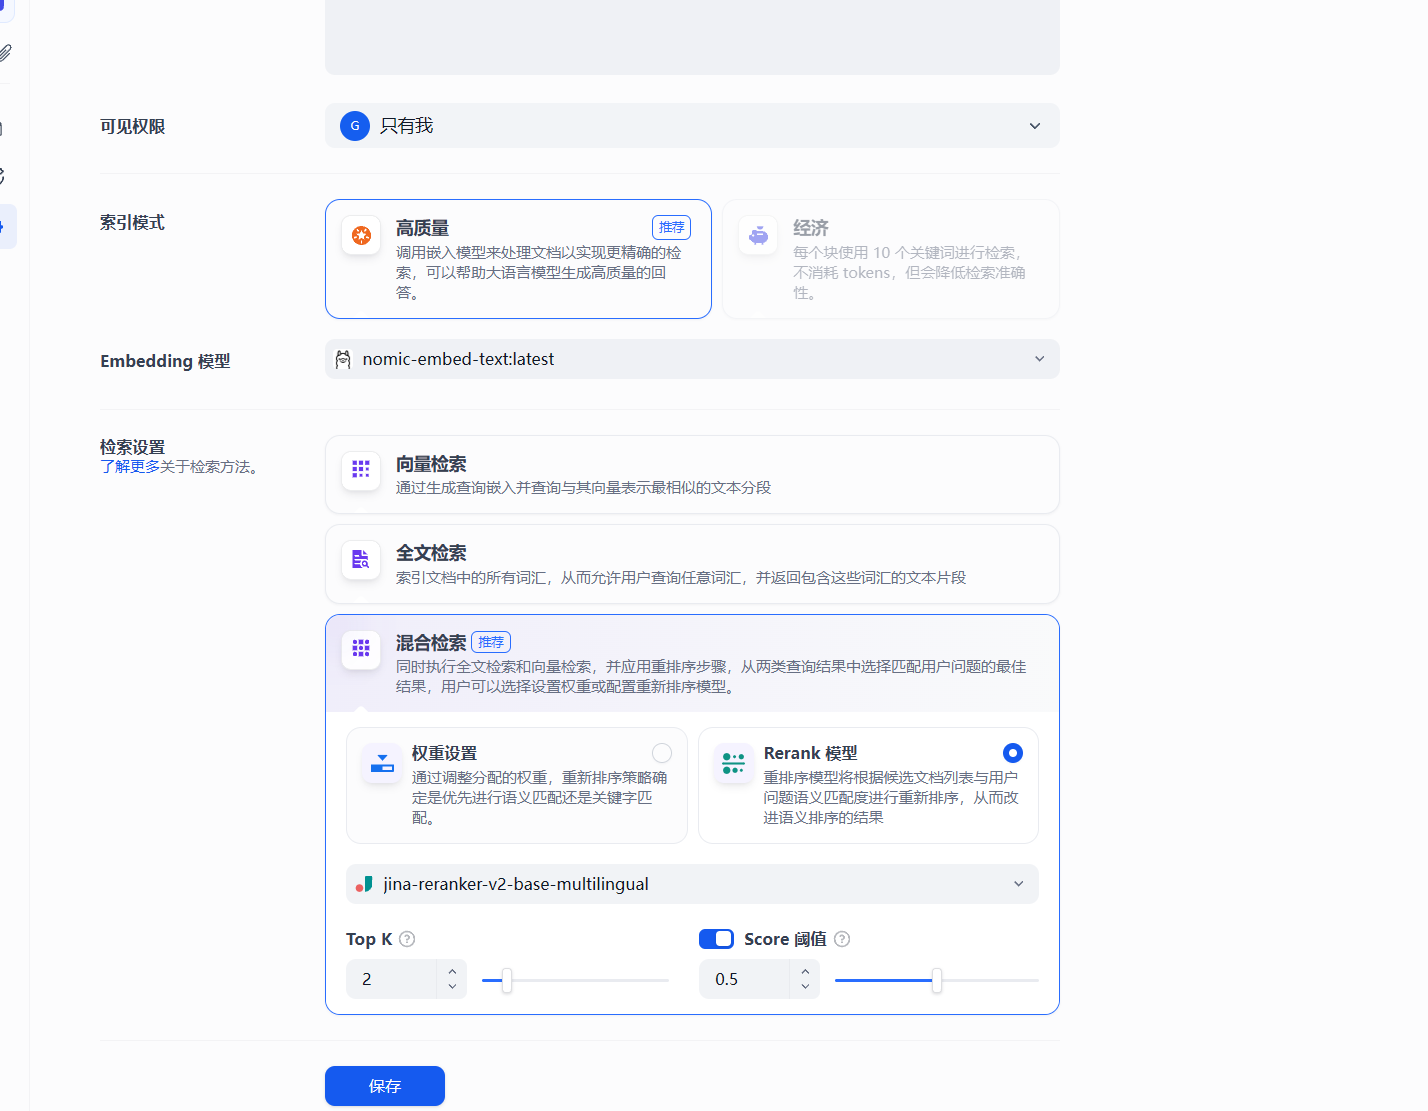 可见权限
G 只有我
索引模式
高质量 推荐
调用嵌入模型来处理文档以实现更精确的检
索，可以帮助大语言模型生成高质量的回
答。
经济
每个块使用 10 个关键词进行检索，
不消耗 tokens，但会降低检索准确
性。
Embedding 模型
nomic-embed-text:latest
检索设置
了解更多关于检索方法。
向量检索
通过生成查询嵌入并查询与其向量表示最相似的文本分段
全文检索
索引文档中的所有词汇，从而允许用户查询任意词汇，并返回包含这些词汇的文本片段
混合检索 推荐
同时执行全文检索和向量检索，并应用重排序步骤，从两类查询结果中选择匹配用户问题的最佳
结果，用户可以选择设置权重或配置重新排序模型。
权重设置
通过调整分配的权重，重新排序策略确
定是优先进行语义匹配还是关键字匹
配。
Rerank 模型
重排序模型将根据候选文档列表与用户
问题语义匹配度进行重新排序，从而改
进语义排序的结果
jina-reranker-v2-base-multilingual
Top K ?
2
Score 阈值 ?
0.5
保存